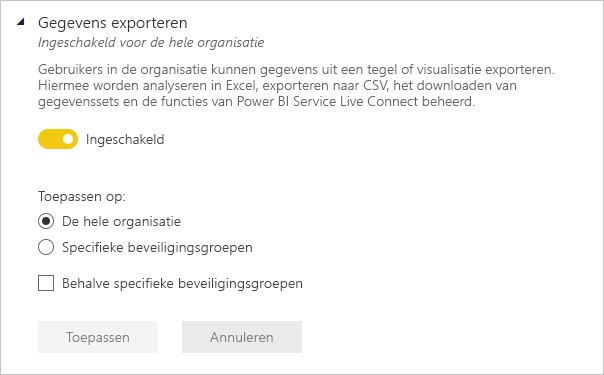 Gegevens exporteren
Ingeschakeld voor de hele organisatie
Gebruikers in de organisatie kunnen gegevens uit een tegel of visualisatie exporteren.
Hiermee worden analyseren in Excel, exporteren naar CSV, het downloaden van
gegevenssets en de functies van Power BI Service Live Connect beheerd.
Ingeschakeld
Toepassen op:
De hele organisatie
Specifieke beveiligingsgroepen
Behalve specifieke beveiligingsgroepen
Toepassen
Annuleren